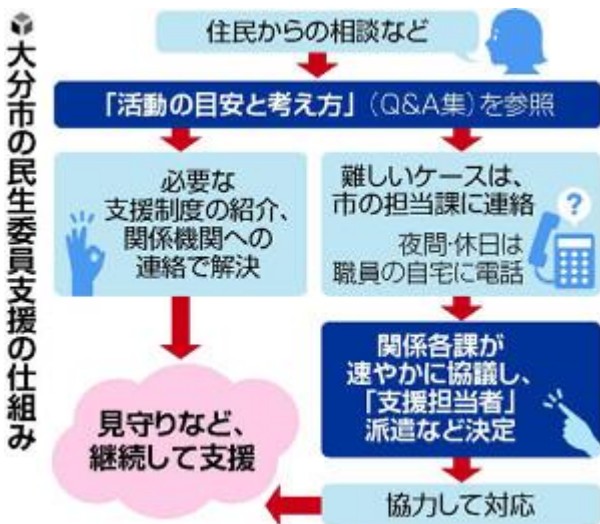 大分市の民生委員支援の仕組み
住民からの相談など
「活動の目安と考え方」(Q&A集)を参照
必要な
支援制度の紹介、
関係機関への
連絡で解決
難しいケースは、
市の担当課に連絡
夜間・休日は
職員の自宅に電話
?
関係各課が
速やかに協議し、
「支援担当者」
派遣など決定
協力して対応
見守りなど、
継続して支援